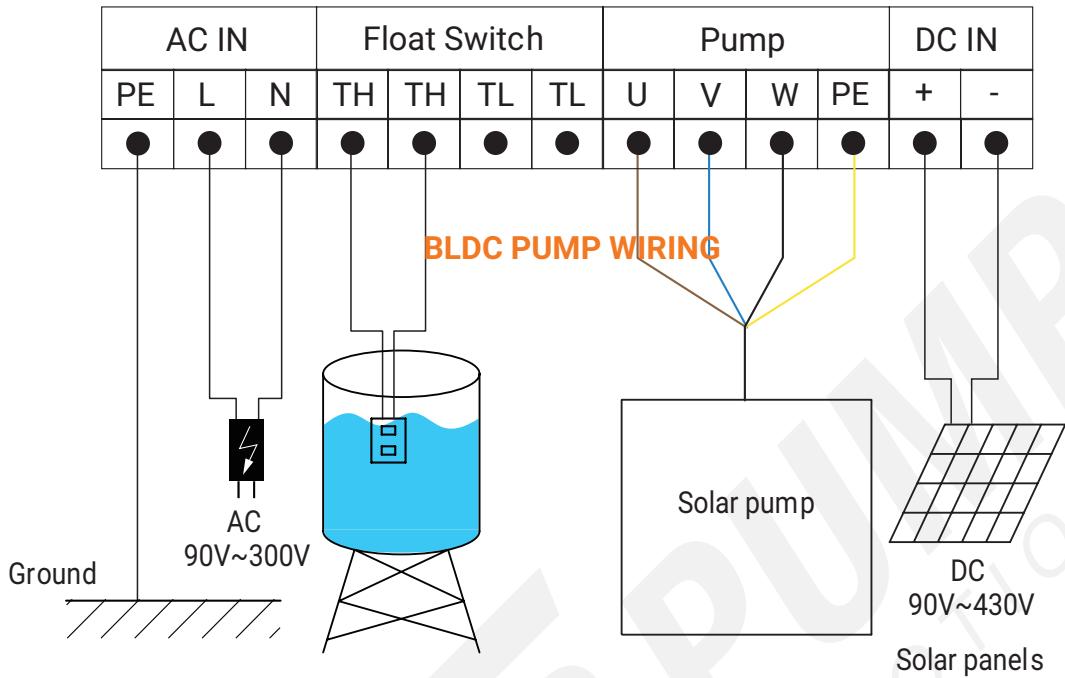 AC IN Float Switch Pump DC IN
PE L N TH TH TL TL U V W PE + -
BLDC PUMP WIRING
AC
90V~300V
Ground
Solar pump
DC
90V~430V
Solar panels
PUMP